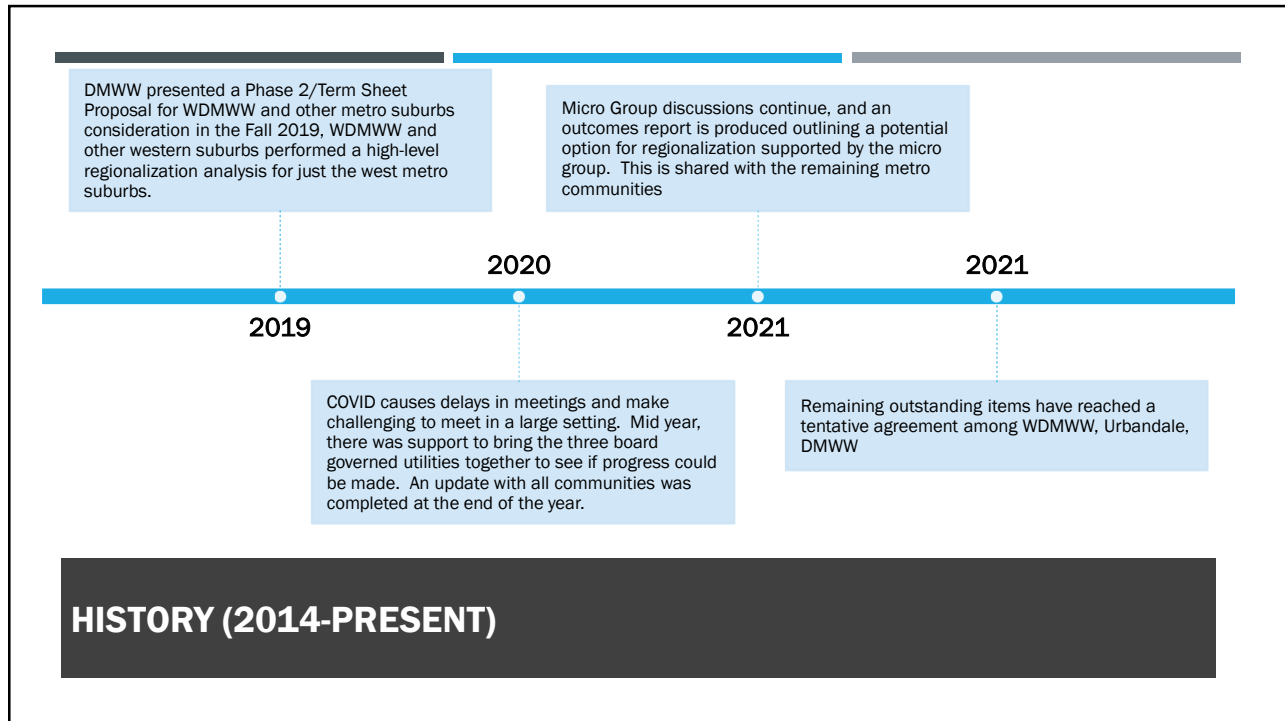 DMWW presented a Phase 2/Term Sheet
Proposal for WDMWW and other metro suburbs
consideration in the Fall 2019, WDMWW and
other western suburbs performed a high-level
regionalization analysis for just the west metro
suburbs.
Micro Group discussions continue, and an
outcomes report is produced outlining a potential
option for regionalization supported by the micro
group.  This is shared with the remaining metro
communities
2020
2021
2019
2021
COVID causes delays in meetings and make
challenging to meet in a large setting.  Mid year,
there was support to bring the three board
governed utilities together to see if progress could
be made.  An update with all communities was
completed at the end of the year.
Remaining outstanding items have reached a
tentative agreement among WDMWW, Urbandale,
DMWW
HISTORY (2014-PRESENT)